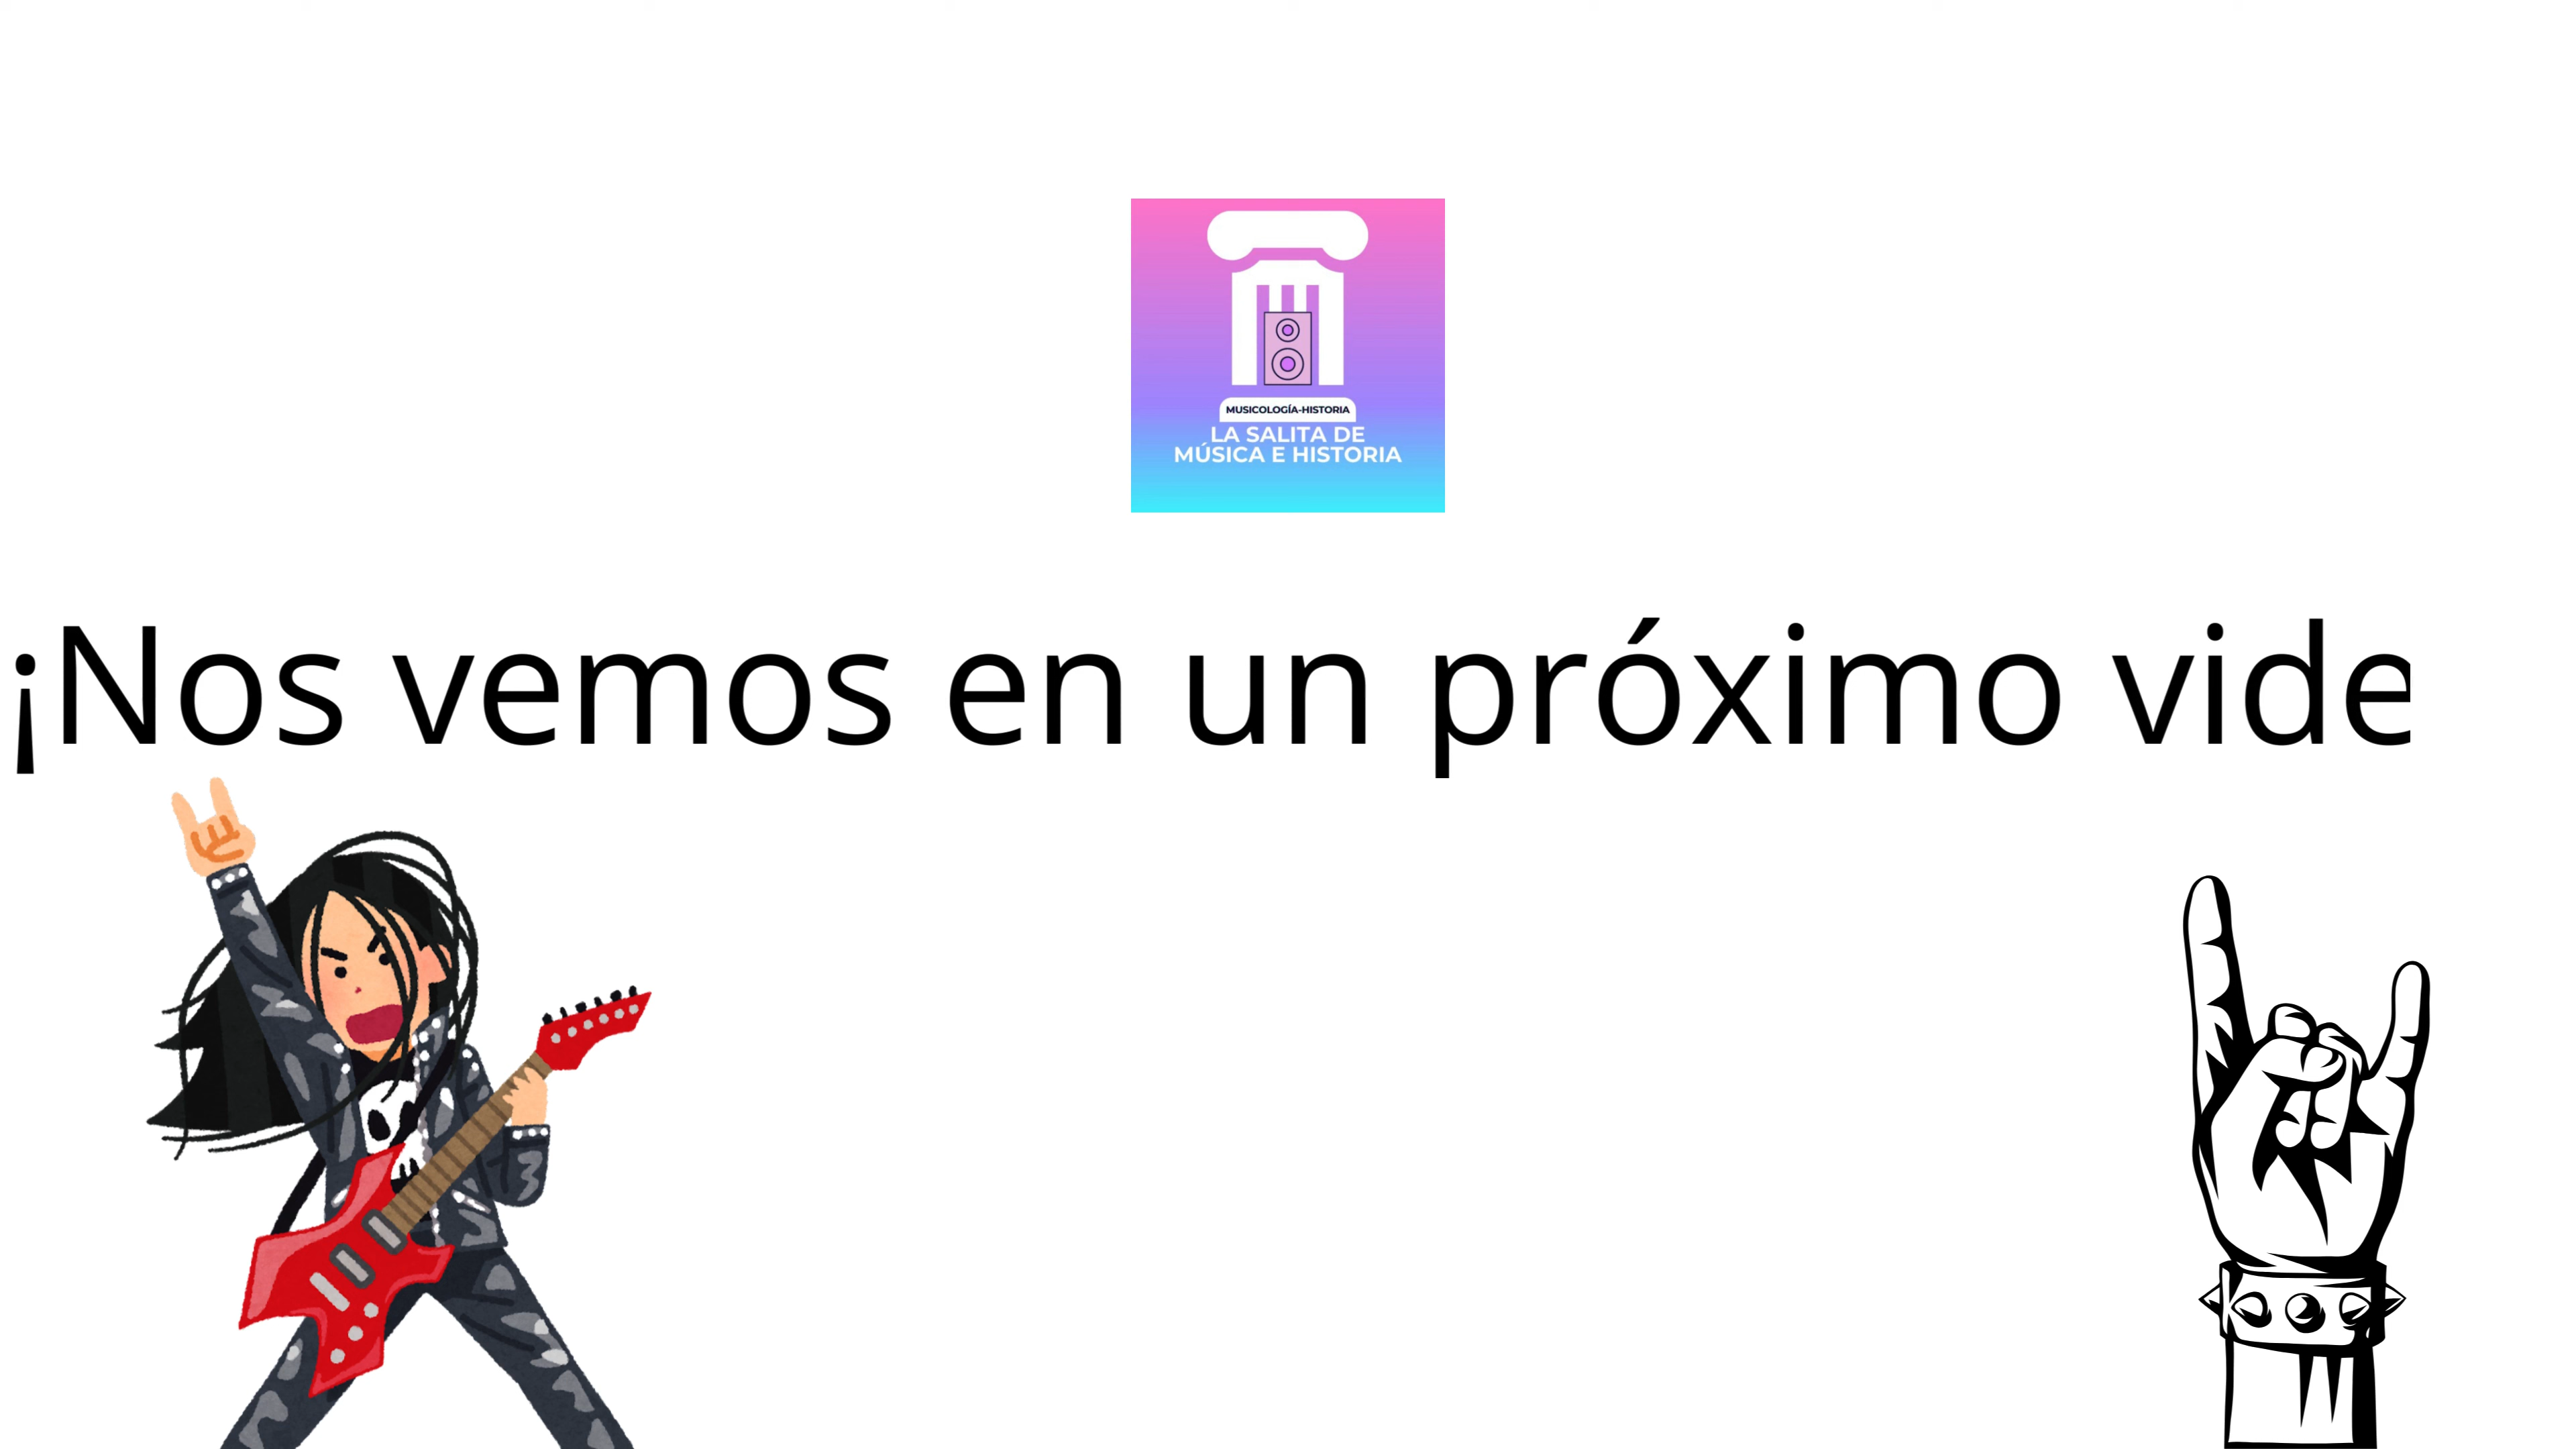 MUSICOLOGÍA-HISTORIA
LA SALITA DE
MÚSICA E HISTORIA
¡Nos vemos en un próximo vide